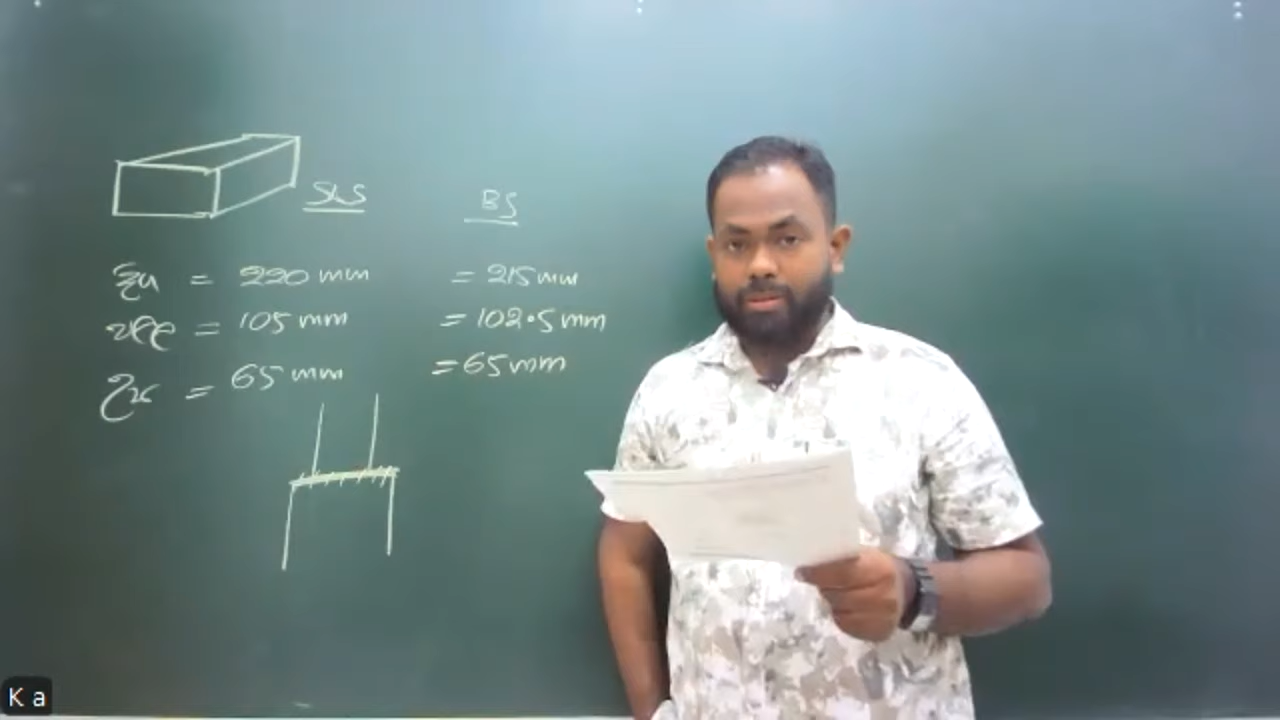 SLS BS
දිග = 220 mm = 215 mm
පළල = 105 mm = 102.5 mm
උස = 65 mm = 65 mm
K a